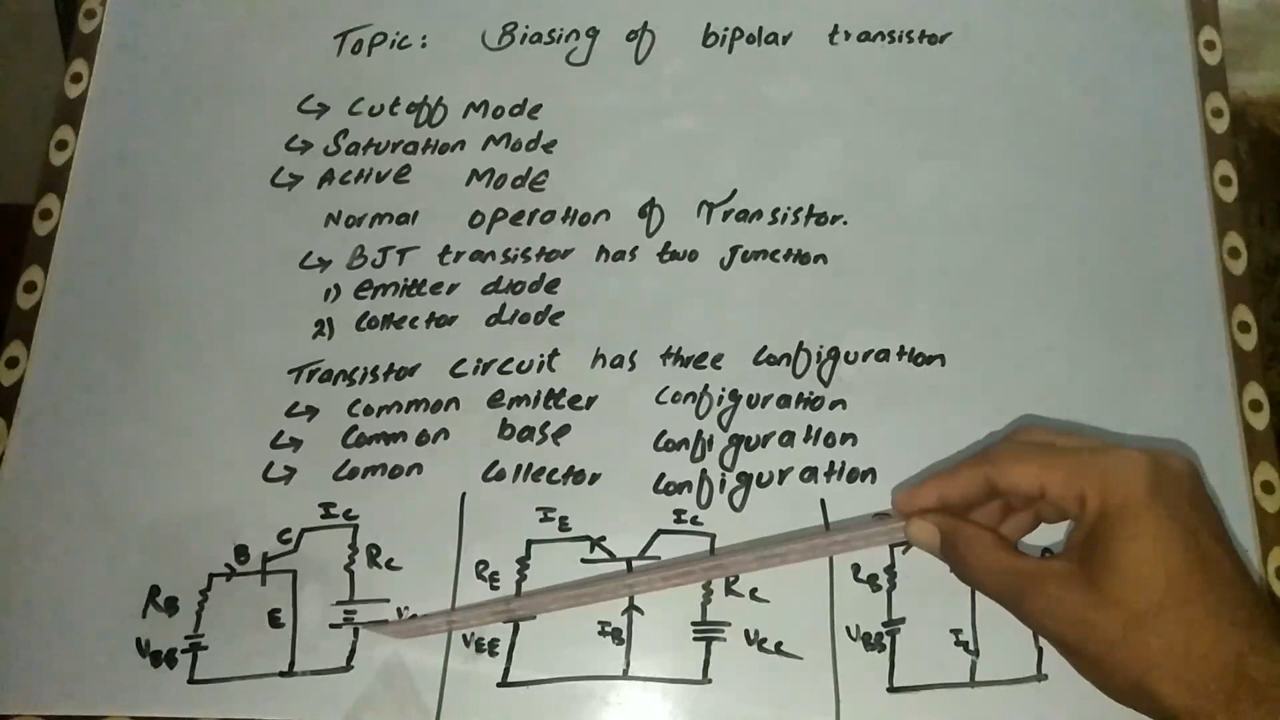 Topic: Biasing of bipolar transistor
↳ Cutoff Mode
↳ Saturation Mode
↳ Active Mode
Normal operation of Transistor.
↳ BJT transistor has two junction
1) emitter diode
2) collector diode
Transistor circuit has three configuration
↳ common emitter configuration
↳ common base configuration
↳ Comon collector configuration
IC
C
B
RC
RB
E
VBB
IE
IC
RE
RC
IB
VEE
VCC
RB
VBB